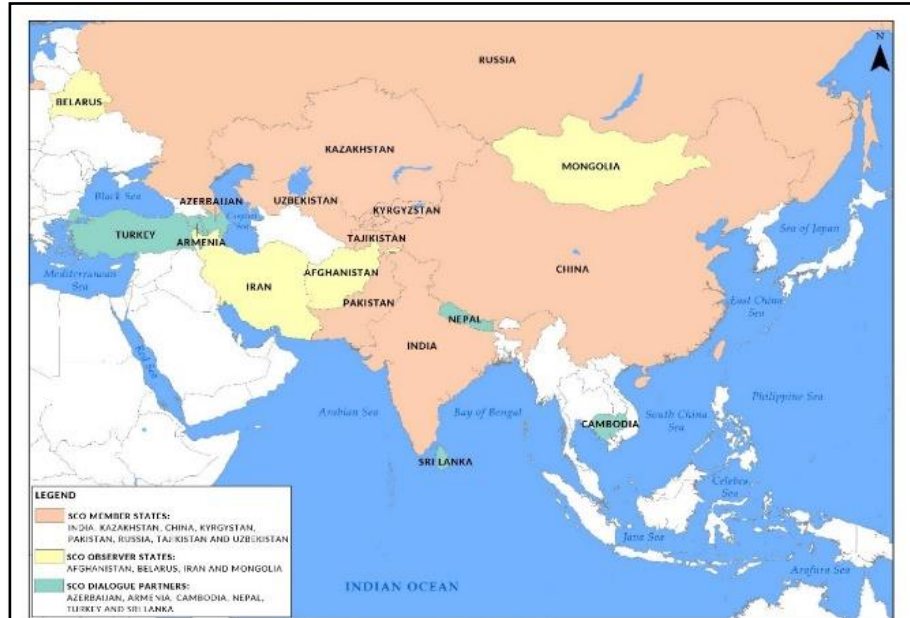 N
RUSSIA
BELARUS
KAZAKHSTAN
MONGOLIA
Black Sea
AZERBAIJAN
UZBEKISTAN
Caspian
Sea
KYRGYZSTAN
TURKEY
ARMENIA
TAJIKISTAN
Sea of Japan
Mediterranean
Sea
IRAN
AFGHANISTAN
CHINA
PAKISTAN
East China
Sea
NEPAL
INDIA
Red Sea
Arabian Sea
Bay of Bengal
South China
Sea
Philippine Sea
CAMBODIA
SRI LANKA
Celebes
Sea
Java Sea
Arafura Sea
INDIAN OCEAN
LEGEND
SCO MEMBER STATES:
INDIA, KAZAKHSTAN, CHINA, KYRGYSTAN,
PAKISTAN, RUSSIA, TAJIKISTAN AND UZBEKISTAN
SCO OBSERVER STATES:
AFGHANISTAN, BELARUS, IRAN AND MONGOLIA
SCO DIALOGUE PARTNERS:
AZERBAIJAN, ARMENIA, CAMBODIA, NEPAL,
TURKEY AND SRI LANKA